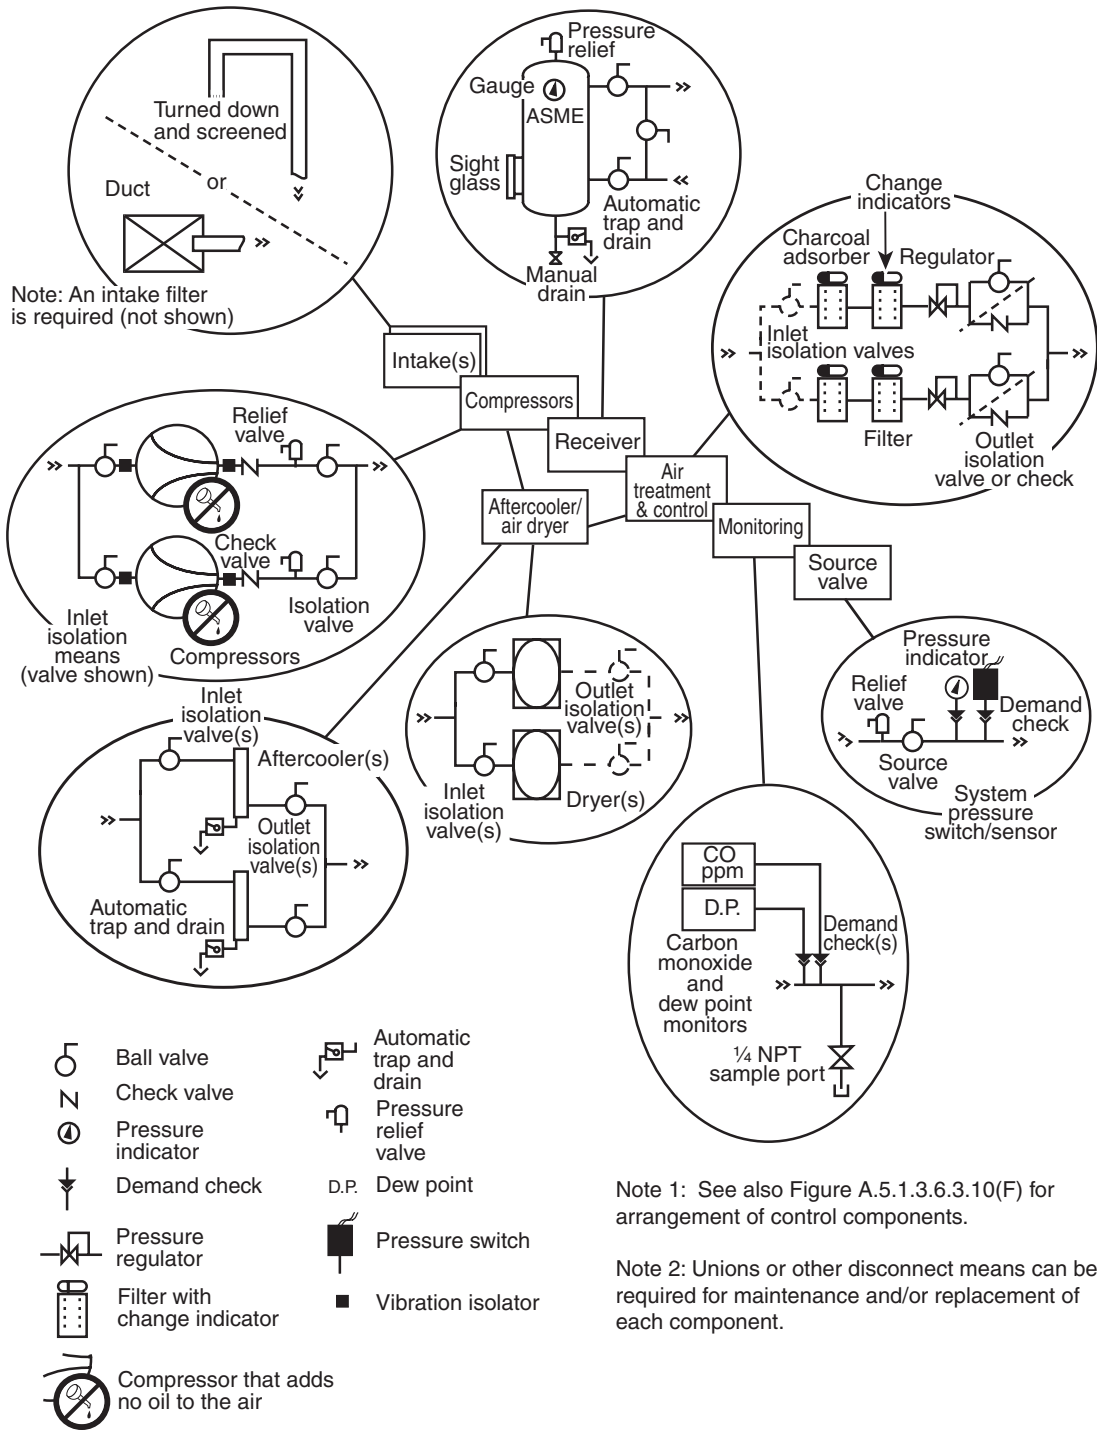 Turned down
and screened
or
Duct
Note: An intake filter
is required (not shown)
Pressure
relief
Gauge
ASME
Sight
glass
Automatic
trap and
drain
Manual
drain
Change
indicators
Charcoal
adsorber
Regulator
Inlet
isolation valves
Filter
Outlet
isolation
valve or check
Intake(s)
Compressors
Receiver
Air
treatment
& control
Monitoring
Source
valve
Aftercooler/
air dryer
Relief
valve
Check
valve
Isolation
valve
Inlet
isolation
means
(valve shown)
Compressors
Inlet
isolation
valve(s)
Aftercooler(s)
Outlet
isolation
valve(s)
Automatic
trap and drain
Outlet
isolation
valve(s)
Inlet
isolation
valve(s)
Dryer(s)
Pressure
indicator
Relief
valve
Demand
check
Source
valve
System
pressure
switch/sensor
CO
ppm
D.P.
Demand
check(s)
Carbon
monoxide
and
dew point
monitors
¼ NPT
sample port
Ball valve
Check valve
Pressure
indicator
Demand check
Pressure
regulator
Filter with
change indicator
Compressor that adds
no oil to the air
Automatic
trap and
drain
Pressure
relief
valve
D.P. Dew point
Pressure switch
Vibration isolator
Note 1: See also Figure A.5.1.3.6.3.10(F) for
arrangement of control components.
Note 2: Unions or other disconnect means can be
required for maintenance and/or replacement of
each component.